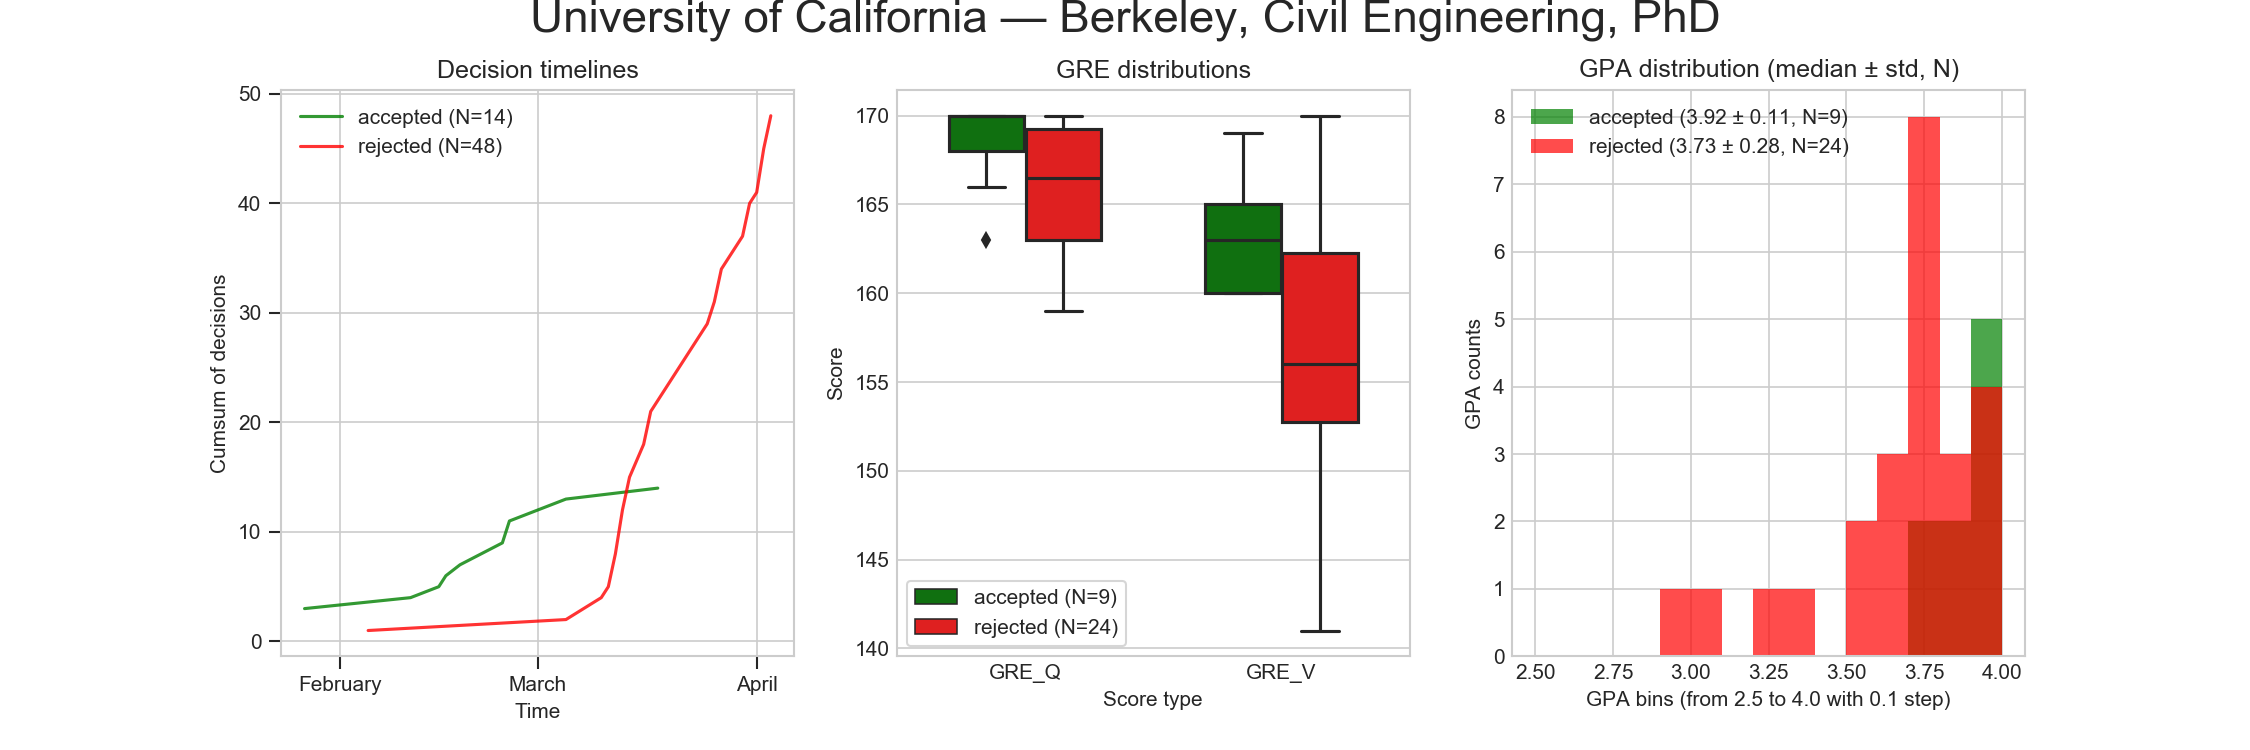 University of California — Berkeley, Civil Engineering, PhD
Decision timelines
50
40
30
20
10
0
Cumsum of decisions
accepted (N=14)
rejected (N=48)
February
March
April
Time
GRE distributions
170
165
160
155
150
145
140
Score
accepted (N=9)
rejected (N=24)
GRE_Q
GRE_V
Score type
GPA distribution (median ± std, N)
8
7
6
5
4
3
2
1
0
GPA counts
accepted (3.92 ± 0.11, N=9)
rejected (3.73 ± 0.28, N=24)
2.50
2.75
3.00
3.25
3.50
3.75
4.00
GPA bins (from 2.5 to 4.0 with 0.1 step)